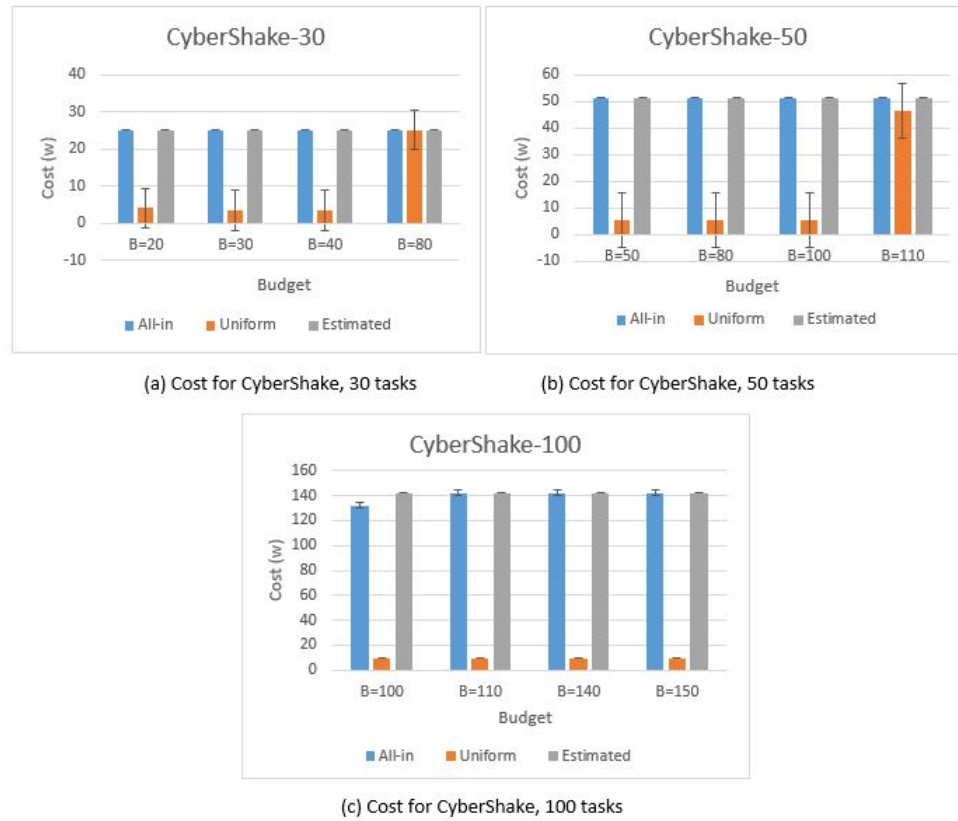 CyberShake-30
40
30
20
10
0
-10
Cost (w)
B=20 B=30 B=40 B=80
Budget
All-in Uniform Estimated
(a) Cost for CyberShake, 30 tasks
CyberShake-50
60
50
40
30
20
10
0
-10
Cost (w)
B=50 B=80 B=100 B=110
Budget
All-in Uniform Estimated
(b) Cost for CyberShake, 50 tasks
CyberShake-100
160
140
120
100
80
60
40
20
0
Cost (w)
B=100 B=110 B=140 B=150
Budget
All-in Uniform Estimated
(c) Cost for CyberShake, 100 tasks